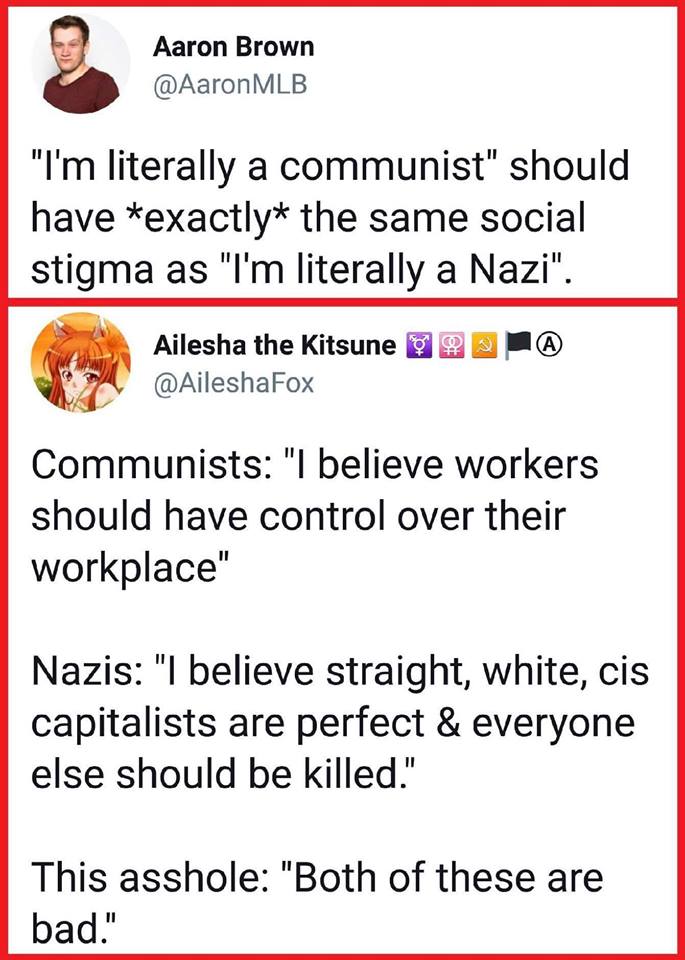 Aaron Brown
@AaronMLB
"I'm literally a communist" should
have *exactly* the same social
stigma as "I'm literally a Nazi".
Ailesha the Kitsune ⚧️ ⚢ ☭ 🏴 Ⓐ
@AileshaFox
Communists: "I believe workers
should have control over their
workplace"
Nazis: "I believe straight, white, cis
capitalists are perfect & everyone
else should be killed."
This asshole: "Both of these are
bad."